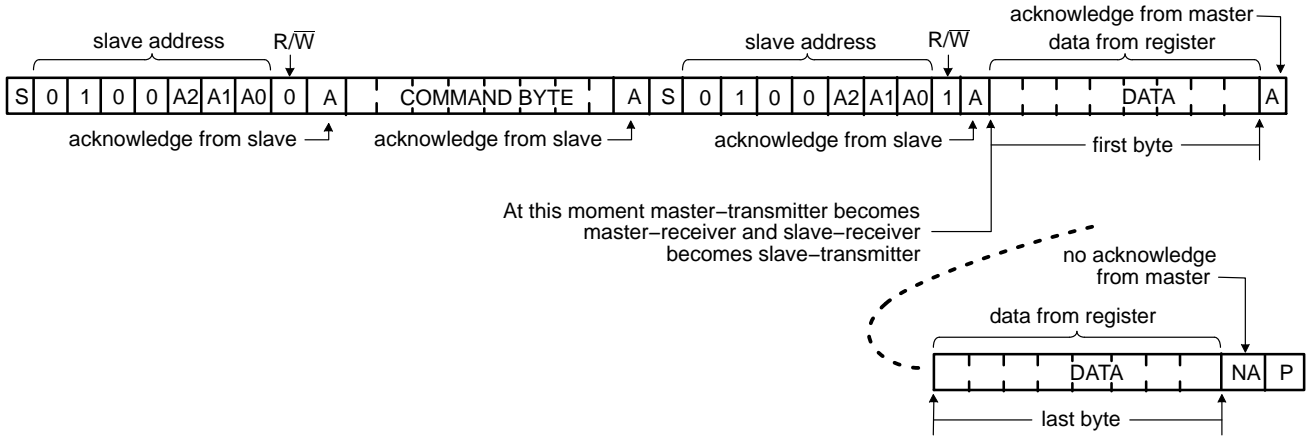 acknowledge from master
slave address R/W̅ slave address R/W̅ data from register
S 0 1 0 0 A2 A1 A0 0 A COMMAND BYTE A S 0 1 0 0 A2 A1 A0 1 A DATA A
acknowledge from slave acknowledge from slave acknowledge from slave first byte
At this moment master−transmitter becomes
master−receiver and slave−receiver
becomes slave−transmitter
no acknowledge
from master
data from register
DATA NA P
last byte